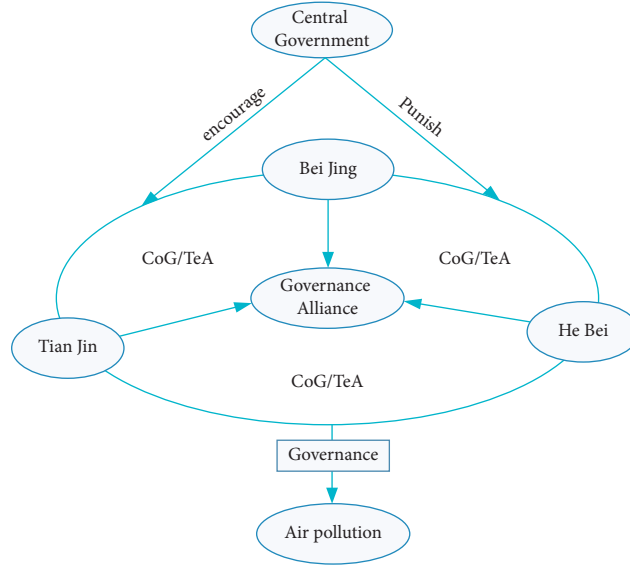 Central
Government
encourage
Punish
Bei Jing
CoG/TeA
CoG/TeA
Governance
Alliance
Tian Jin
He Bei
CoG/TeA
Governance
Air pollution